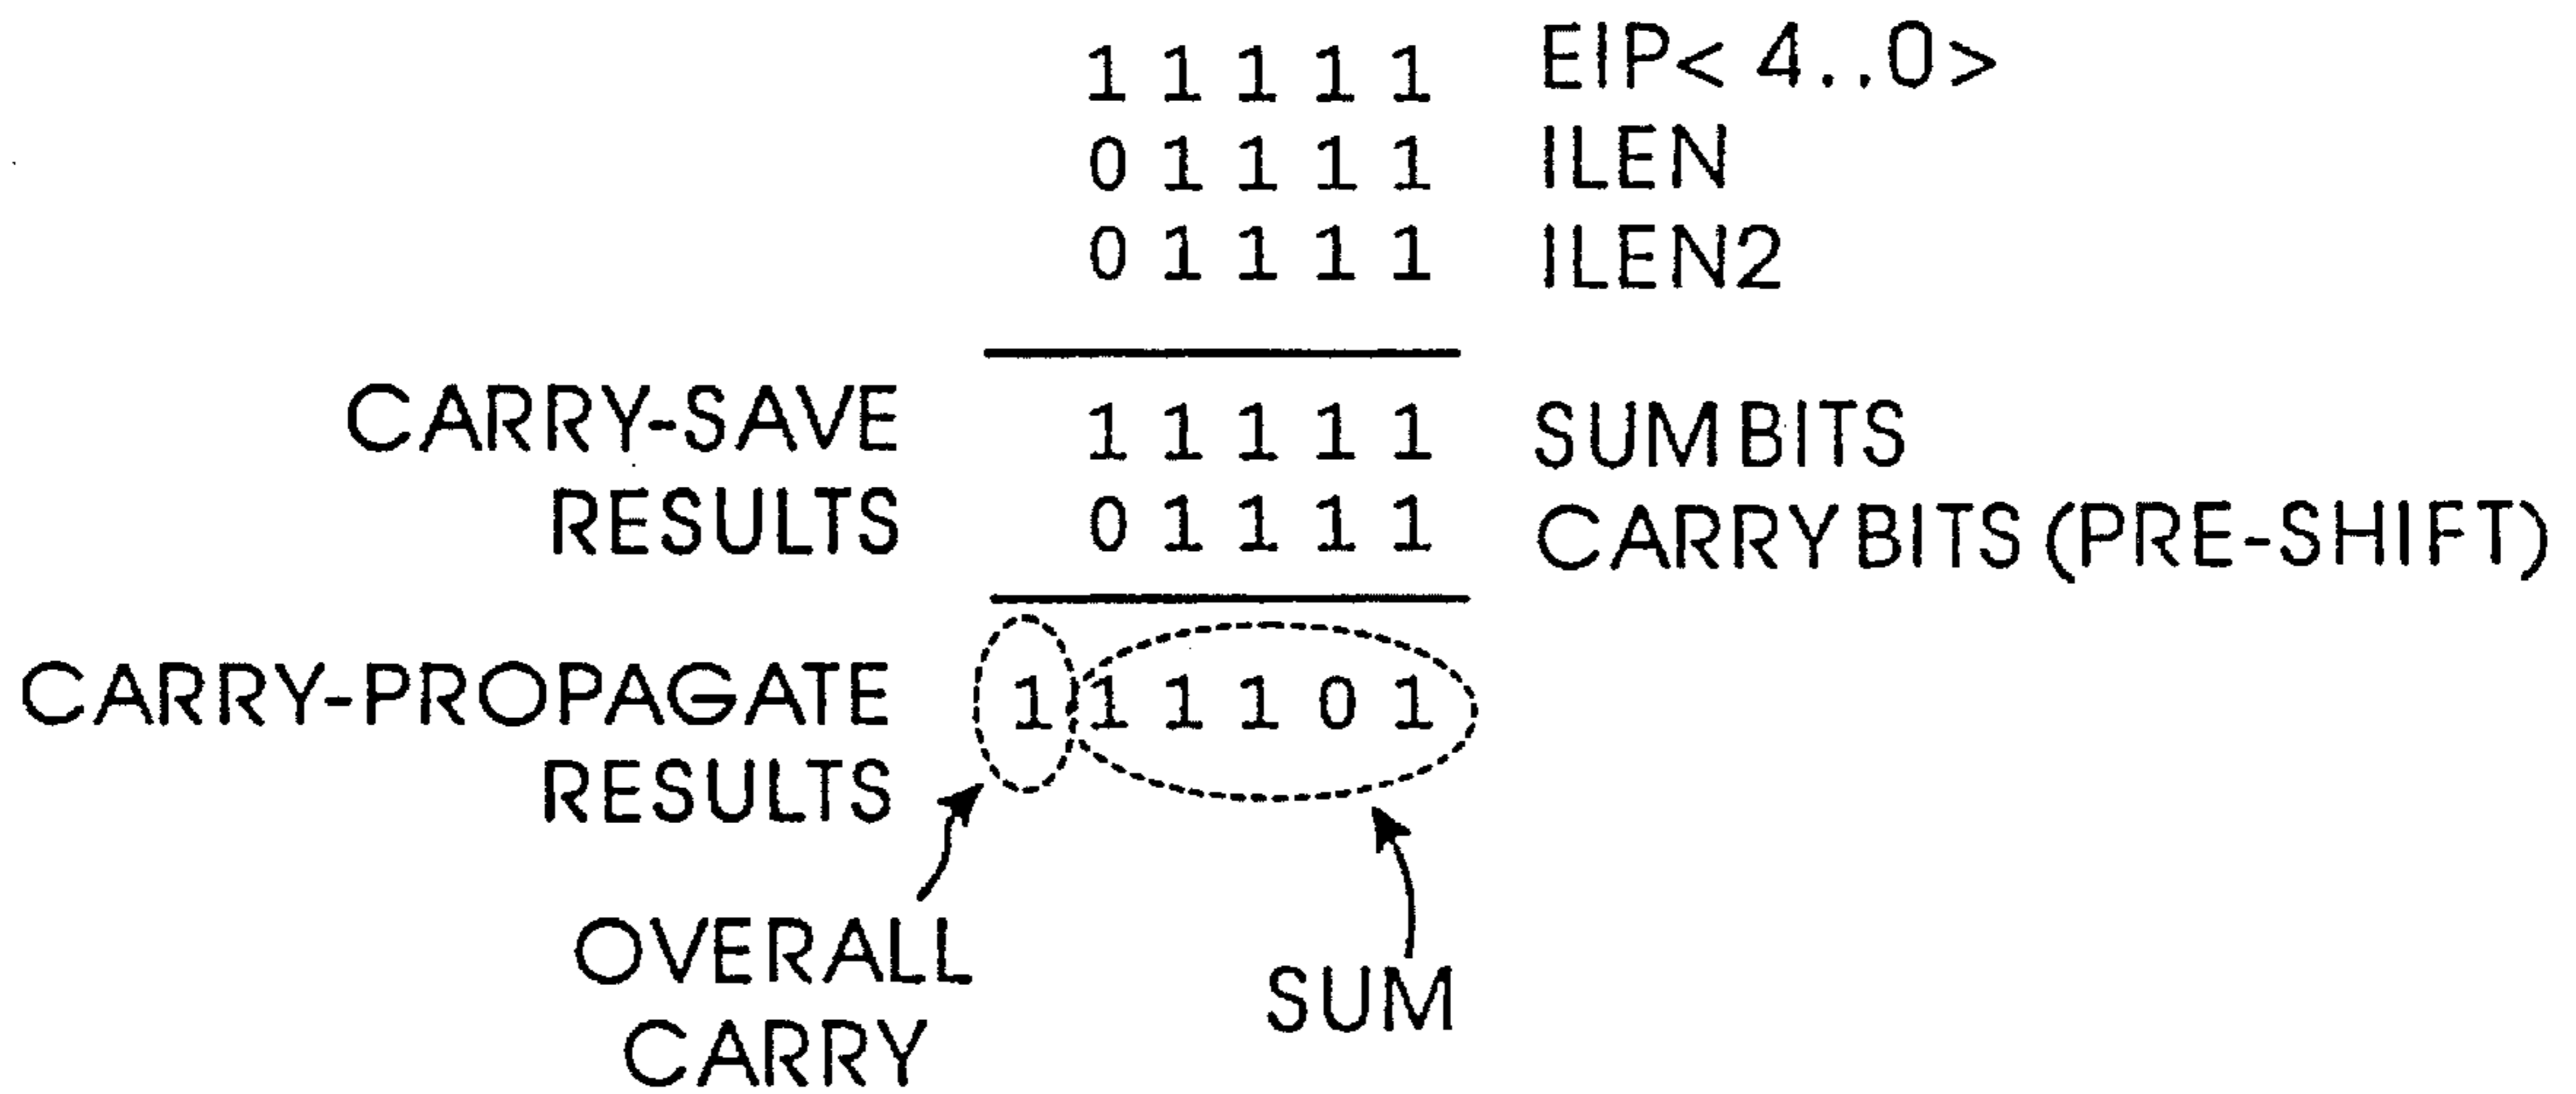 1 1 1 1 1 EIP< 4..0>
0 1 1 1 1 ILEN
0 1 1 1 1 ILEN2
CARRY-SAVE 1 1 1 1 1 SUM BITS
RESULTS 0 1 1 1 1 CARRY BITS (PRE-SHIFT)
CARRY-PROPAGATE 1 1 1 1 0 1
RESULTS
OVERALL
CARRY
SUM